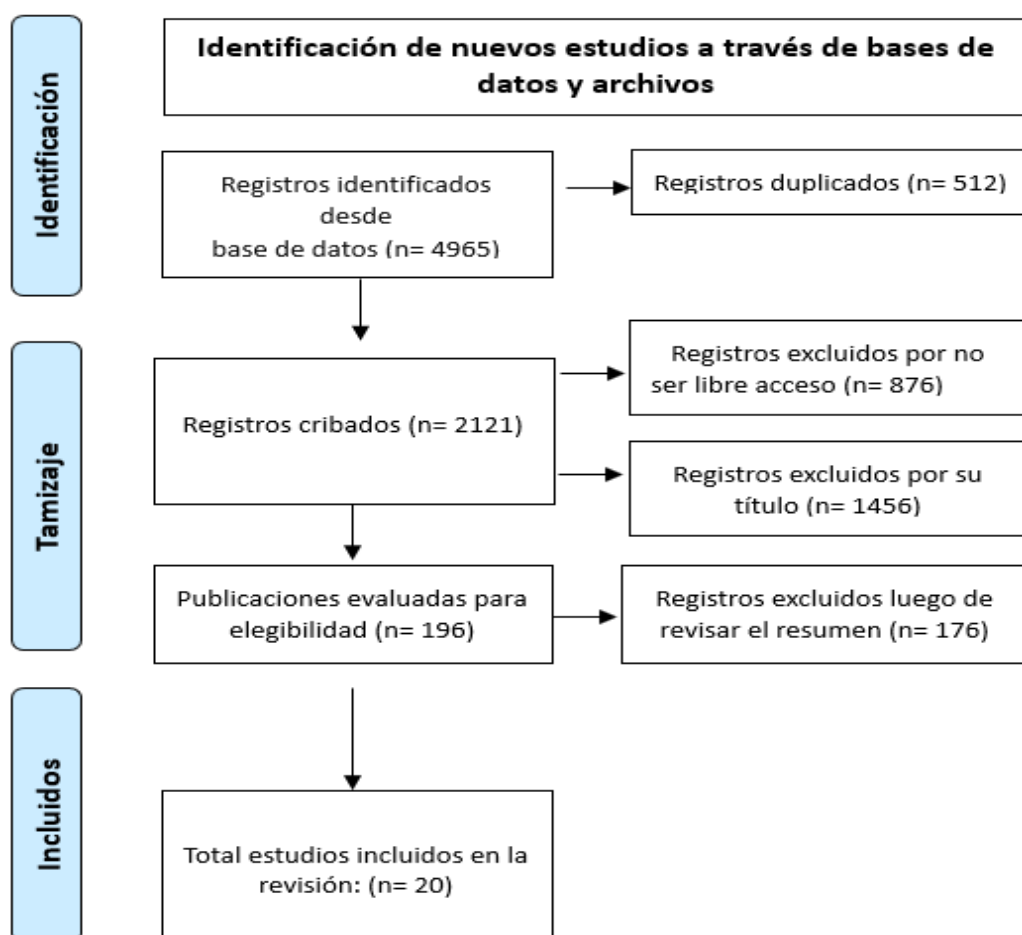 Identificación
Identificación de nuevos estudios a través de bases de
datos y archivos
Registros identificados
desde
base de datos (n= 4965)
Registros duplicados (n= 512)
Tamizaje
Registros cribados (n= 2121)
Registros excluidos por no
ser libre acceso (n= 876)
Registros excluidos por su
título (n= 1456)
Publicaciones evaluadas para
elegibilidad (n= 196)
Registros excluidos luego de
revisar el resumen (n= 176)
Incluidos
Total estudios incluidos en la
revisión: (n= 20)